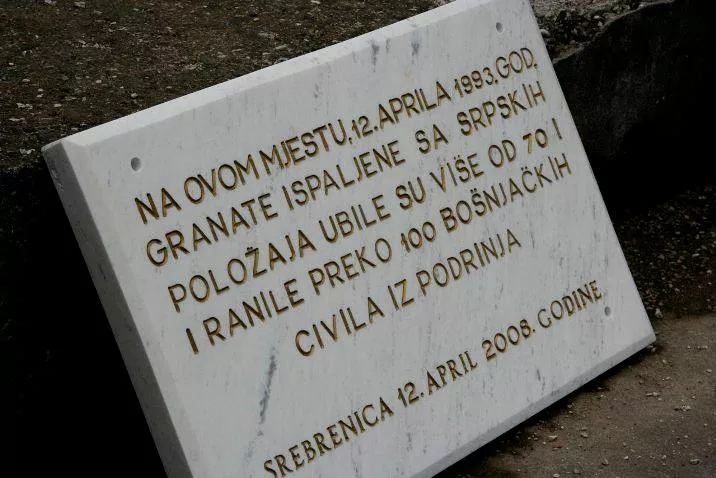 NA OVOM MJESTU, 12. APRILA 1993. GOD.
GRANATE ISPALJENE SA SRPSKIH
POLOŽAJA UBILE SU VIŠE OD 70 I
I RANILE PREKO 100 BOŠNJAČKIH
CIVILA IZ PODRINJA
SREBRENICA 12. APRIL 2008. GODINE